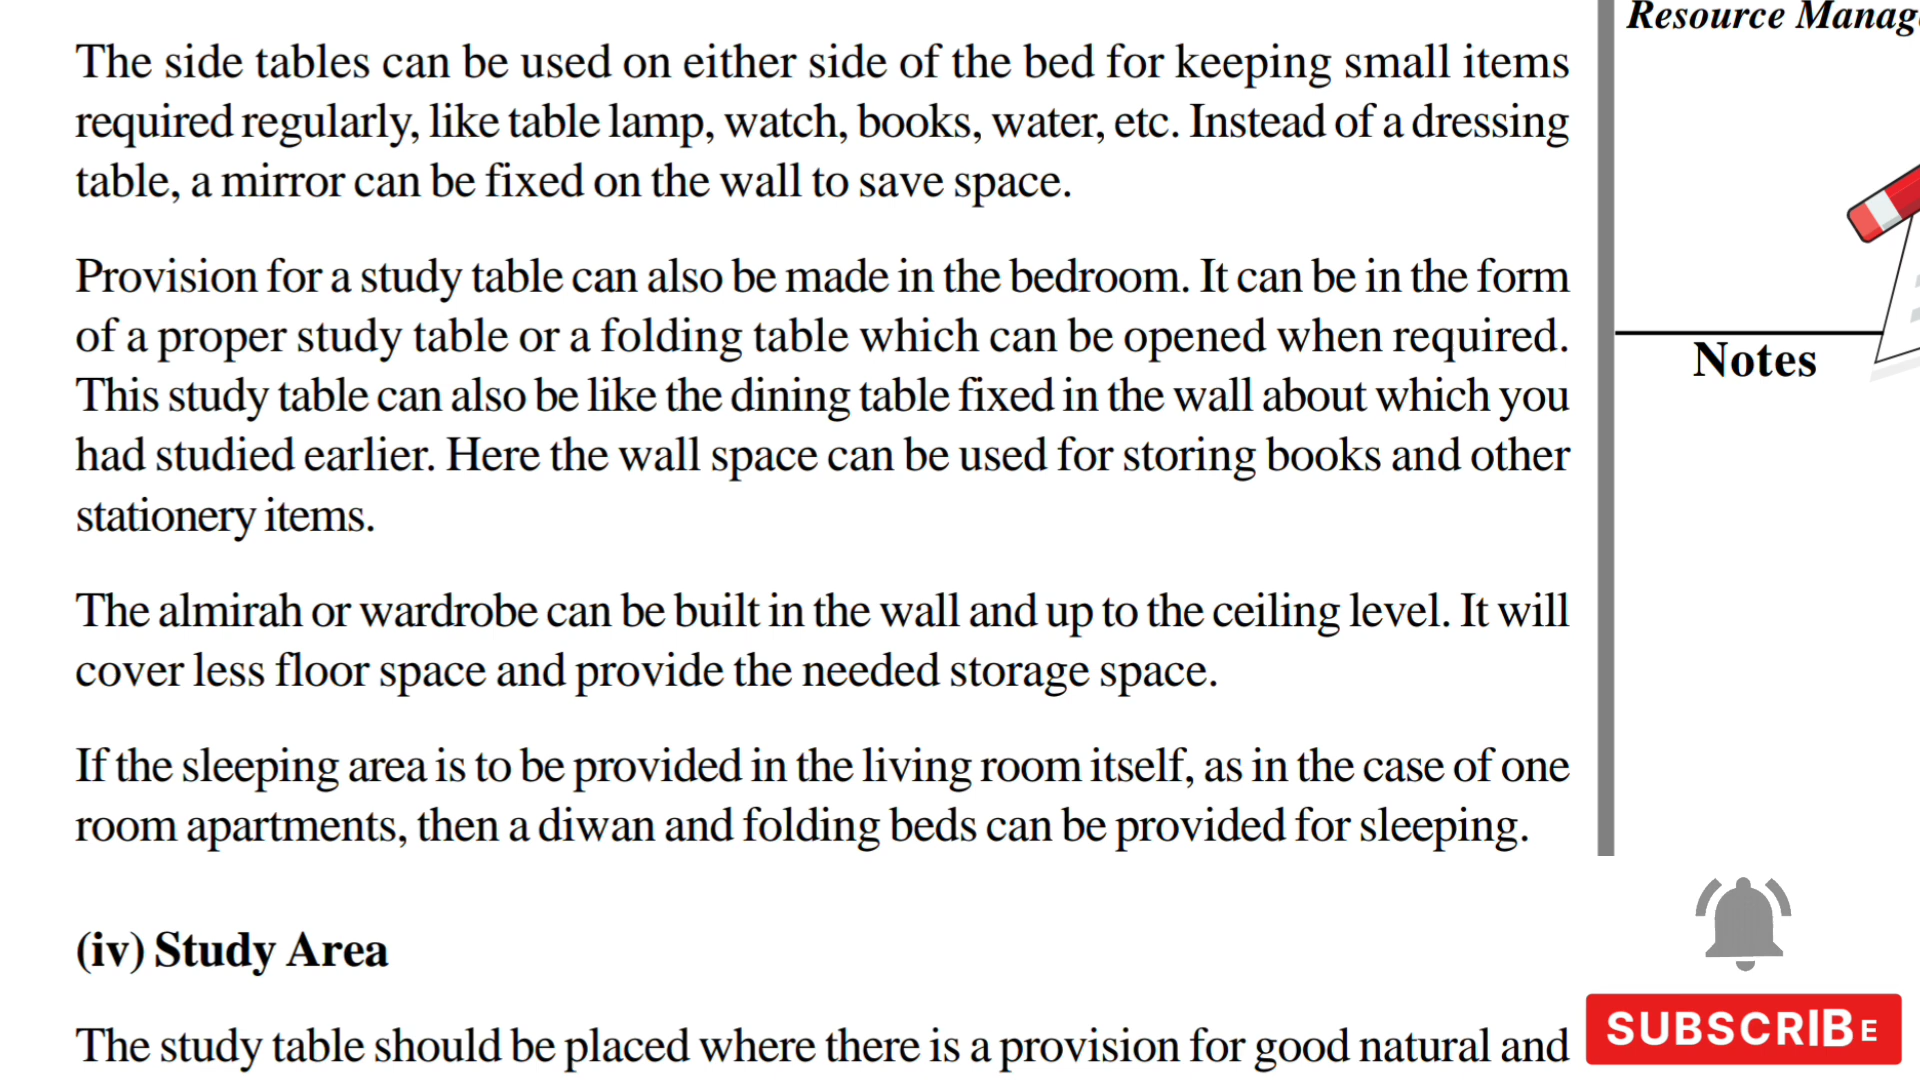 The side tables can be used on either side of the bed for keeping small items
required regularly, like table lamp, watch, books, water, etc. Instead of a dressing
table, a mirror can be fixed on the wall to save space.
Provision for a study table can also be made in the bedroom. It can be in the form
of a proper study table or a folding table which can be opened when required.
This study table can also be like the dining table fixed in the wall about which you
had studied earlier. Here the wall space can be used for storing books and other
stationery items.
The almirah or wardrobe can be built in the wall and up to the ceiling level. It will
cover less floor space and provide the needed storage space.
If the sleeping area is to be provided in the living room itself, as in the case of one
room apartments, then a diwan and folding beds can be provided for sleeping.
(iv) Study Area
The study table should be placed where there is a provision for good natural and
Resource Manag
Notes
SUBSCRIBE